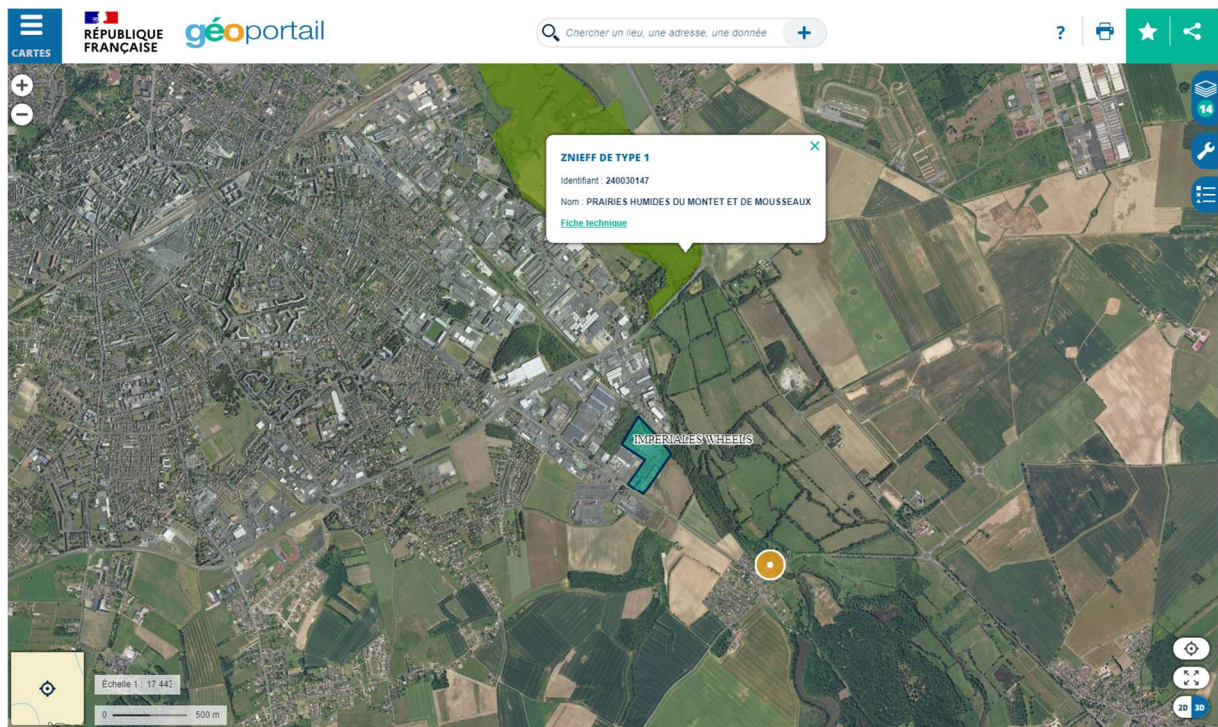 CARTES
RÉPUBLIQUE
FRANÇAISE
géoportail
Chercher un lieu, une adresse, une donnée
+
?
14
ZNIEFF DE TYPE 1
Identifiant : 240030147
Nom : PRAIRIES HUMIDES DU MONTET ET DE MOUSSEAUX
Fiche technique
IMPERIALES WHEELS
Échelle 1 : 17 443
0 500 m
2D 3D